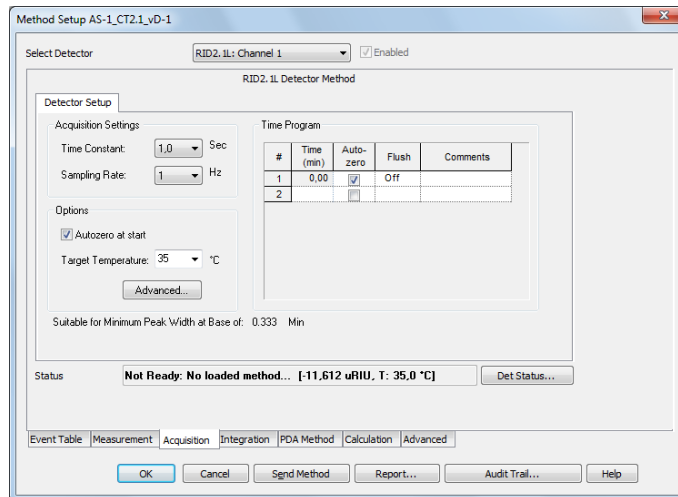 Method Setup AS-1_CT2.1_vD-1
Select Detector RID2.1L: Channel 1 Enabled
RID2.1L Detector Method
Detector Setup
Acquisition Settings
Time Constant: 1,0 Sec
Sampling Rate: 1 Hz
Options
Autozero at start
Target Temperature: 35 °C
Advanced...
Time Program
# Time (min) Auto-zero Flush Comments
1 0,00 Off
2
Suitable for Minimum Peak Width at Base of: 0.333 Min
Status Not Ready: No loaded method... [-11,612 uRIU, T: 35,0 °C] Det Status...
Event Table Measurement Acquisition Integration PDA Method Calculation Advanced
OK Cancel Send Method Report... Audit Trail... Help